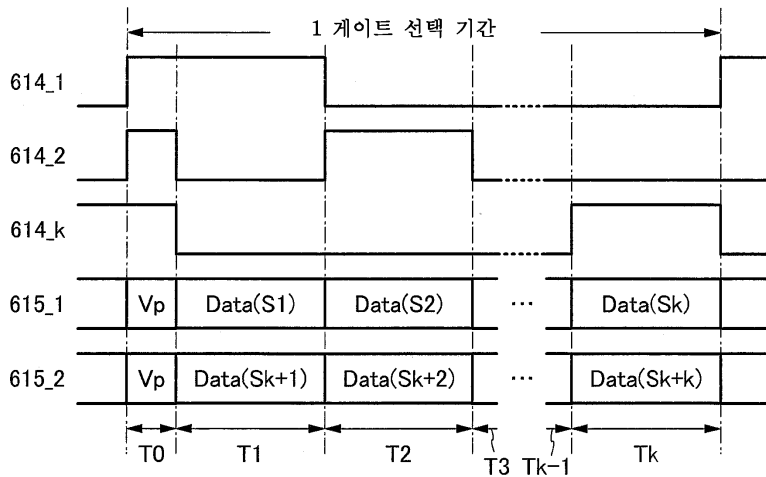 1 게이트 선택 기간
614_1
614_2
614_k
615_1 Vp Data(S1) Data(S2) ··· Data(Sk)
615_2 Vp Data(Sk+1) Data(Sk+2) ··· Data(Sk+k)
T0 T1 T2 T3 Tk-1 Tk